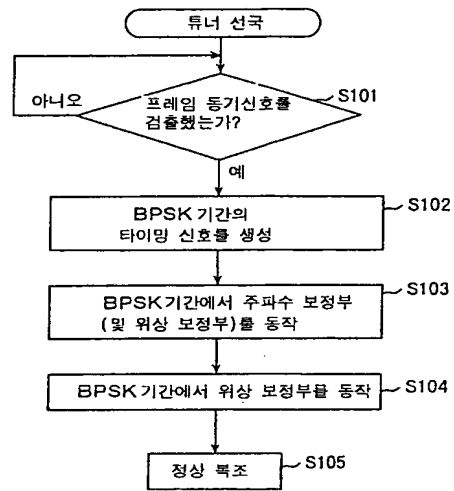 튜너 선국
프레임 동기신호를
검출했는가?
S101
아니오
예
BPSK 기간의
타이밍 신호를 생성
S102
BPSK기간에서 주파수 보정부
(및 위상 보정부)를 동작
S103
BPSK기간에서 위상 보정부를 동작
S104
정상 복조
S105